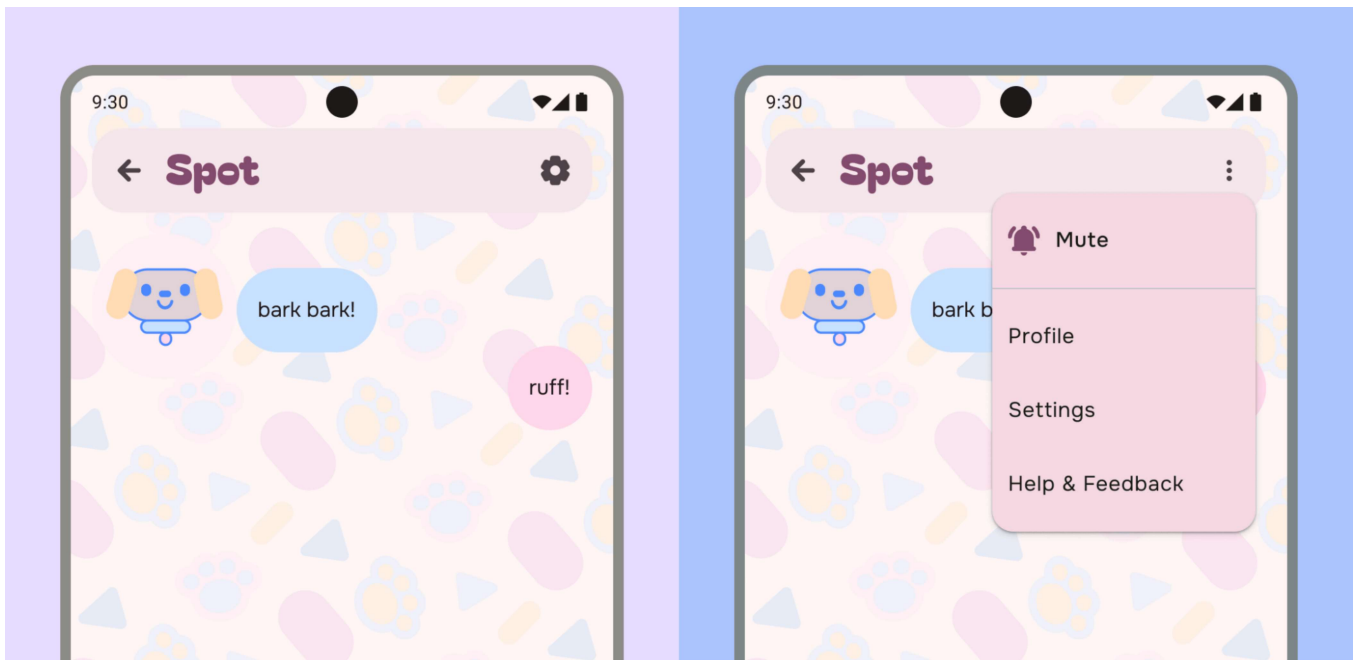 9:30
Spot
bark bark!
ruff!
9:30
Spot
Mute
bark b
Profile
Settings
Help & Feedback